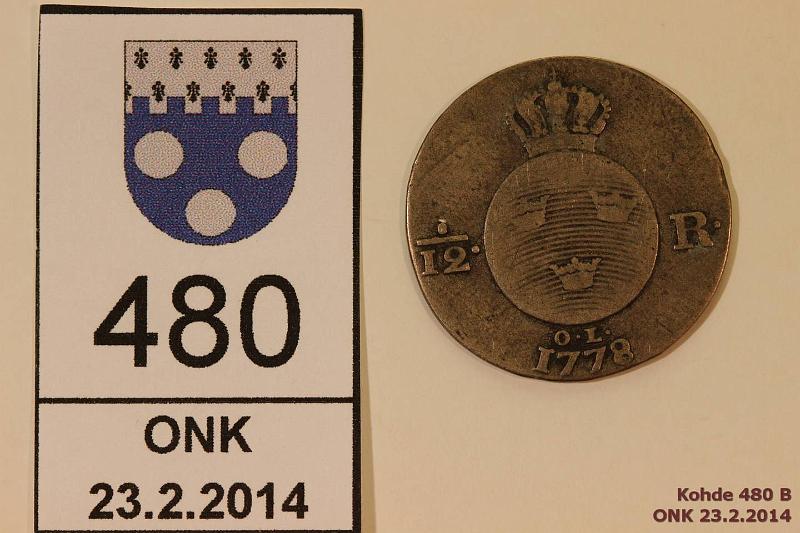 480
ONK
23.2.2014
1
12. R.
O.L.
1778
Kohde 480 B
ONK 23.2.2014